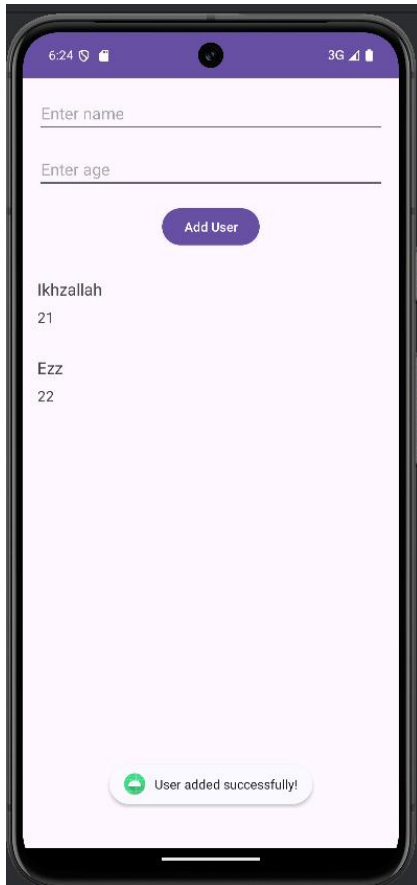 6:24
3G
Enter name
Enter age
Add User
Ikhzallah
21
Ezz
22
User added successfully!